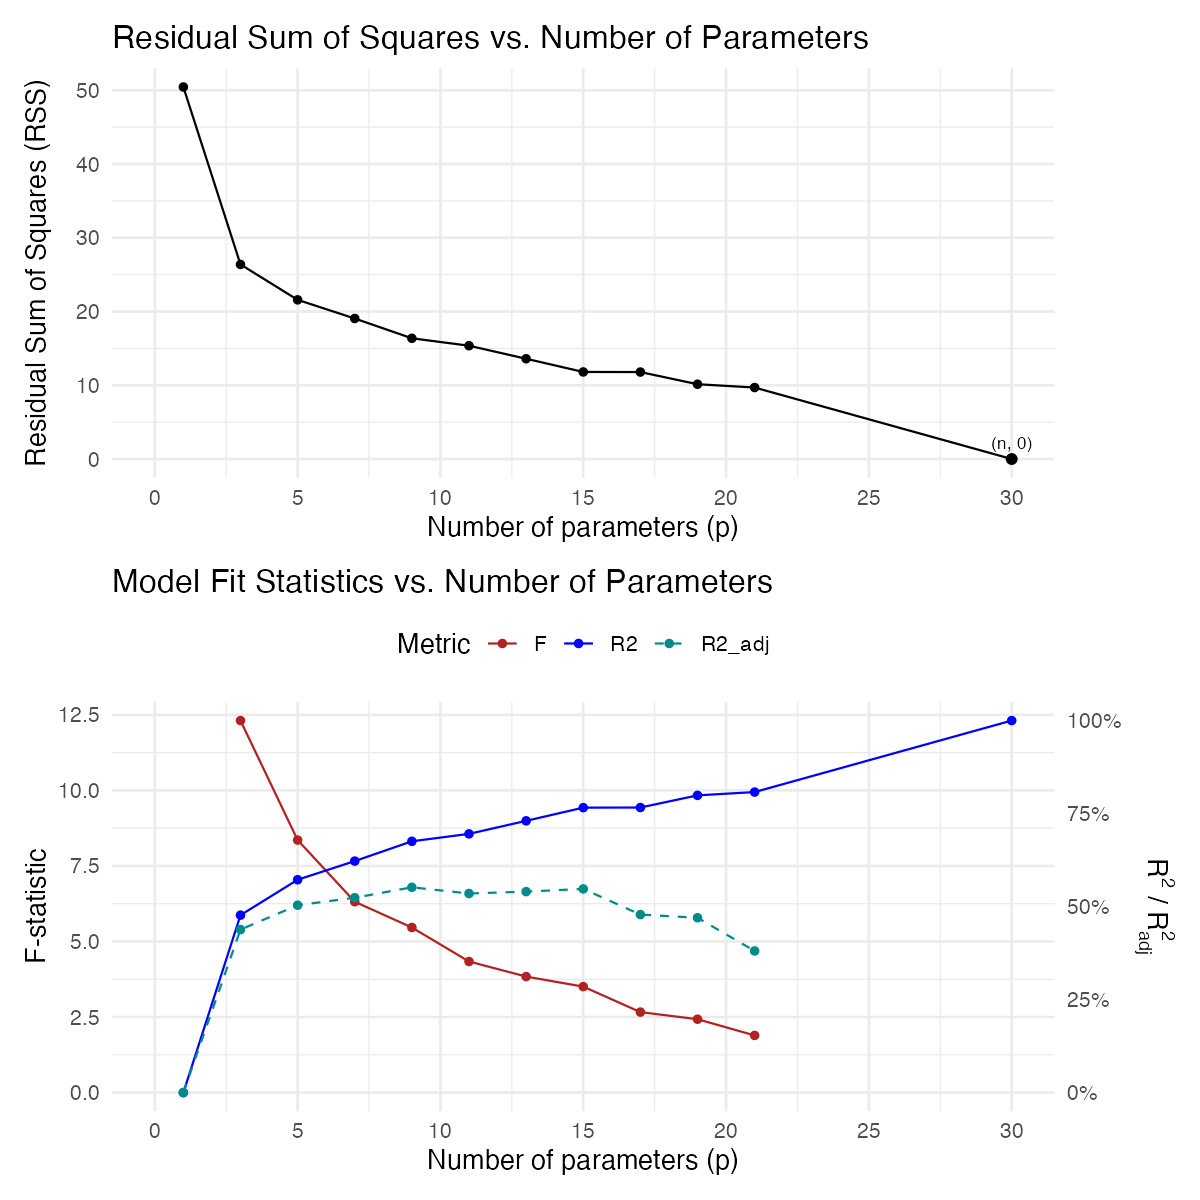 Residual Sum of Squares vs. Number of Parameters
Residual Sum of Squares (RSS)
50
40
30
20
10
0
(n, 0)
0 5 10 15 20 25 30
Number of parameters (p)
Model Fit Statistics vs. Number of Parameters
Metric F R2 R2_adj
F-statistic
12.5
10.0
7.5
5.0
2.5
0.0
100%
75%
50%
25%
0%
R² / R²adj
0 5 10 15 20 25 30
Number of parameters (p)